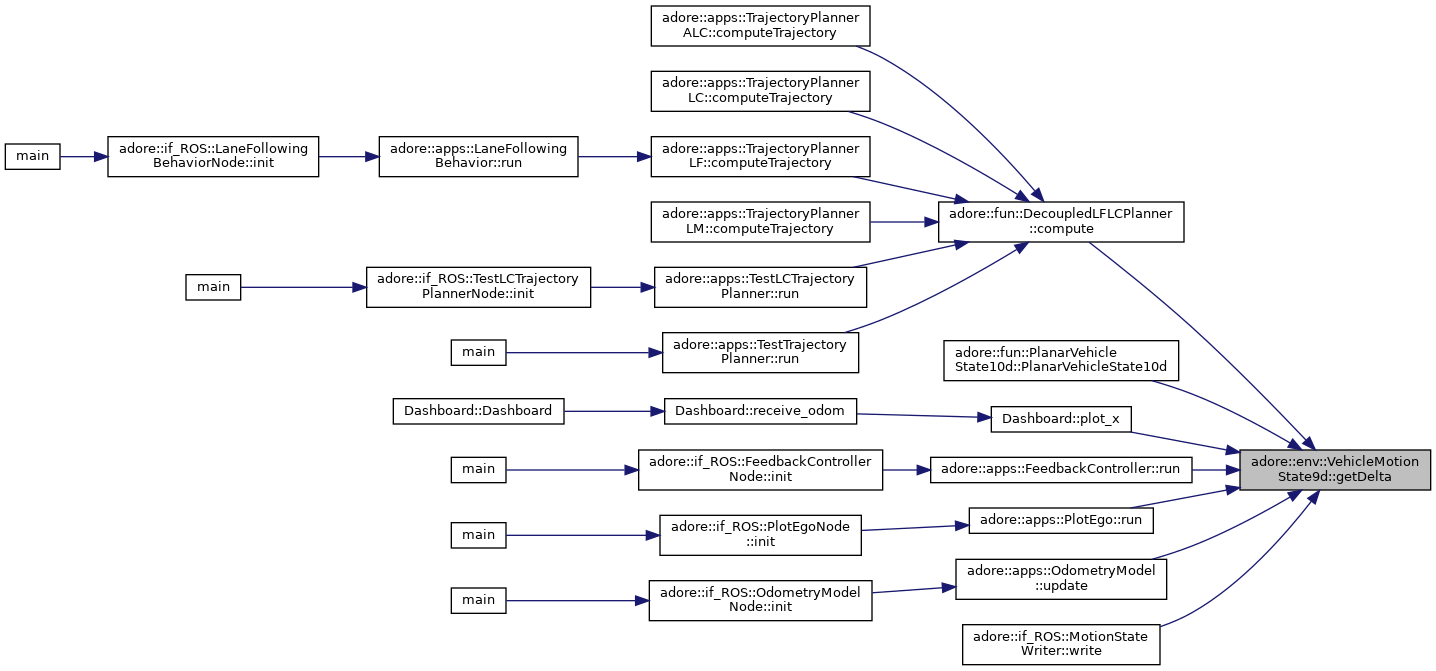 adore::apps::TrajectoryPlanner
ALC::computeTrajectory
adore::apps::TrajectoryPlanner
LC::computeTrajectory
main
adore::if_ROS::LaneFollowing
BehaviorNode::init
adore::apps::LaneFollowing
Behavior::run
adore::apps::TrajectoryPlanner
LF::computeTrajectory
adore::apps::TrajectoryPlanner
LM::computeTrajectory
adore::fun::DecoupledLFLCPlanner
::compute
main
adore::if_ROS::TestLCTrajectory
PlannerNode::init
adore::apps::TestLCTrajectory
Planner::run
main
adore::apps::TestTrajectory
Planner::run
adore::fun::PlanarVehicle
State10d::PlanarVehicleState10d
Dashboard::Dashboard
Dashboard::receive_odom
Dashboard::plot_x
main
adore::if_ROS::FeedbackController
Node::init
adore::apps::FeedbackController::run
adore::env::VehicleMotion
State9d::getDelta
main
adore::if_ROS::PlotEgoNode
::init
adore::apps::PlotEgo::run
main
adore::if_ROS::OdometryModel
Node::init
adore::apps::OdometryModel
::update
adore::if_ROS::MotionState
Writer::write